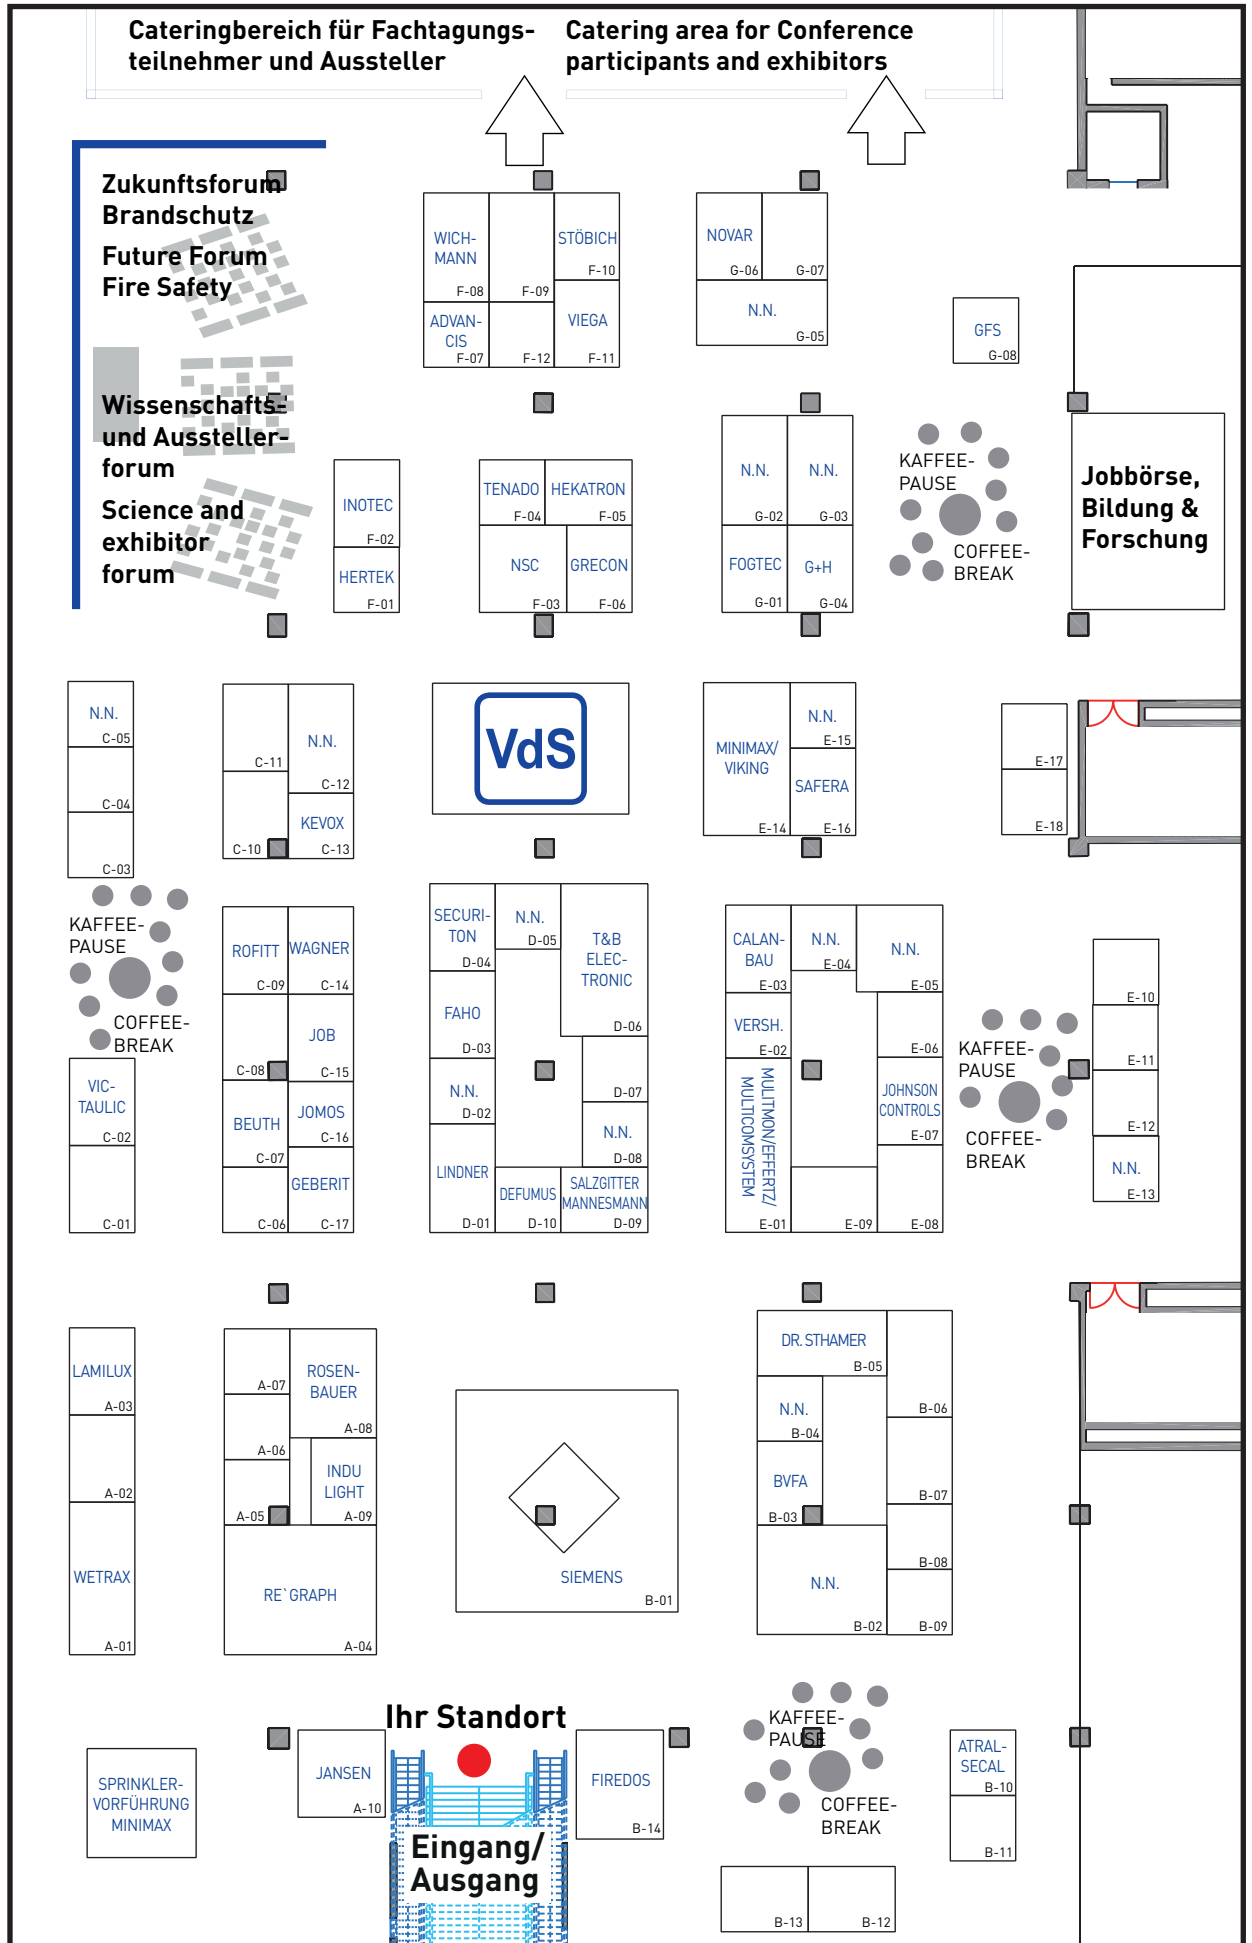 Cateringbereich für Fachtagungs-
teilnehmer und Aussteller
Catering area for Conference
participants and exhibitors
Zukunftsforum
Brandschutz
Future Forum
Fire Safety
Wissenschafts-
und Aussteller-
forum
Science and
exhibitor
forum
WICH-
MANN
F-08
F-09
STÖBICH
F-10
ADVAN-
CIS
F-07
F-12
VIEGA
F-11
NOVAR
G-06
G-07
N.N.
G-05
GFS
G-08
INOTEC
F-02
HERTEK
F-01
TENADO
F-04
HEKATRON
F-05
NSC
F-03
GRECON
F-06
N.N.
G-02
N.N.
G-03
FOGTEC
G-01
G+H
G-04
KAFFEE-
PAUSE
COFFEE-
BREAK
Jobbörse,
Bildung &
Forschung
N.N.
C-05
C-04
C-03
C-11
N.N.
C-12
C-10
KEVOX
C-13
VdS
MINIMAX/
VIKING
E-14
N.N.
E-15
SAFERA
E-16
E-17
E-18
KAFFEE-
PAUSE
COFFEE-
BREAK
VIC-
TAULIC
C-02
C-01
ROFITT
C-09
WAGNER
C-14
C-08
JOB
C-15
BEUTH
C-07
JOMOS
C-16
C-06
GEBERIT
C-17
SECURI-
TON
D-04
N.N.
D-05
T&B
ELEC-
TRONIC
D-06
FAHO
D-03
N.N.
D-02
D-07
N.N.
D-08
LINDNER
D-01
DEFUMUS
D-10
SALZGITTER
MANNESMANN
D-09
CALAN-
BAU
E-03
N.N.
E-04
N.N.
E-05
VERSH.
E-02
E-06
MULITMON/EFFERTZ/
MULTICOMSYSTEM
E-01
JOHNSON
CONTROLS
E-07
E-09
E-08
KAFFEE-
PAUSE
COFFEE-
BREAK
E-10
E-11
E-12
N.N.
E-13
LAMILUX
A-03
A-02
WETRAX
A-01
A-07
ROSEN-
BAUER
A-08
A-06
A-05
INDU
LIGHT
A-09
RE`GRAPH
A-04
SIEMENS
B-01
DR. STHAMER
B-05
B-06
N.N.
B-04
BVFA
B-03
B-07
B-08
N.N.
B-02
B-09
SPRINKLER-
VORFÜHRUNG
MINIMAX
JANSEN
A-10
Ihr Standort
Eingang/
Ausgang
FIREDOS
B-14
KAFFEE-
PAUSE
COFFEE-
BREAK
ATRAL-
SECAL
B-10
B-11
B-13
B-12